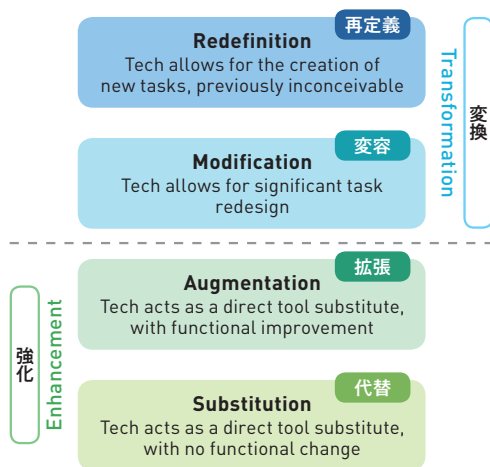 再定義
Redefinition
Tech allows for the creation of
new tasks, previously inconceivable
変容
Modification
Tech allows for significant task
redesign
Transformation
変換
拡張
Augmentation
Tech acts as a direct tool substitute,
with functional improvement
代替
Substitution
Tech acts as a direct tool substitute,
with no functional change
強化
Enhancement